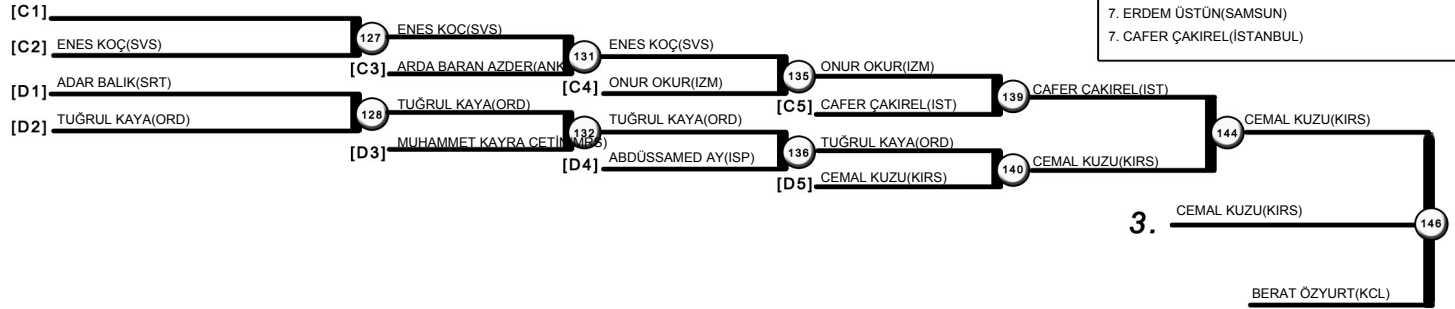 7. ERDEM ÜSTÜN(SAMSUN)
7. CAFER ÇAKIREL(İSTANBUL)
[C1]
127
ENES KOÇ(SVS)
[C2] ENES KOÇ(SVS)
131
ENES KOÇ(SVS)
[C3] ARDA BARAN AZDER(ANK
135
ONUR OKUR(IZM)
[C4] ONUR OKUR(IZM)
139
CAFER ÇAKIREL(IST)
[C5] CAFER ÇAKIREL(IST)
[D1] ADAR BALIK(SRT)
128
TUĞRUL KAYA(ORD)
[D2] TUĞRUL KAYA(ORD)
132
TUĞRUL KAYA(ORD)
[D3] MUHAMMET KAYRA ÇETİN(MRS)
136
TUĞRUL KAYA(ORD)
[D4] ABDÜSSAMED AY(ISP)
140
CEMAL KUZU(KIRS)
[D5] CEMAL KUZU(KIRS)
144
CEMAL KUZU(KIRS)
3. CEMAL KUZU(KIRS)
146
BERAT ÖZYURT(KCL)